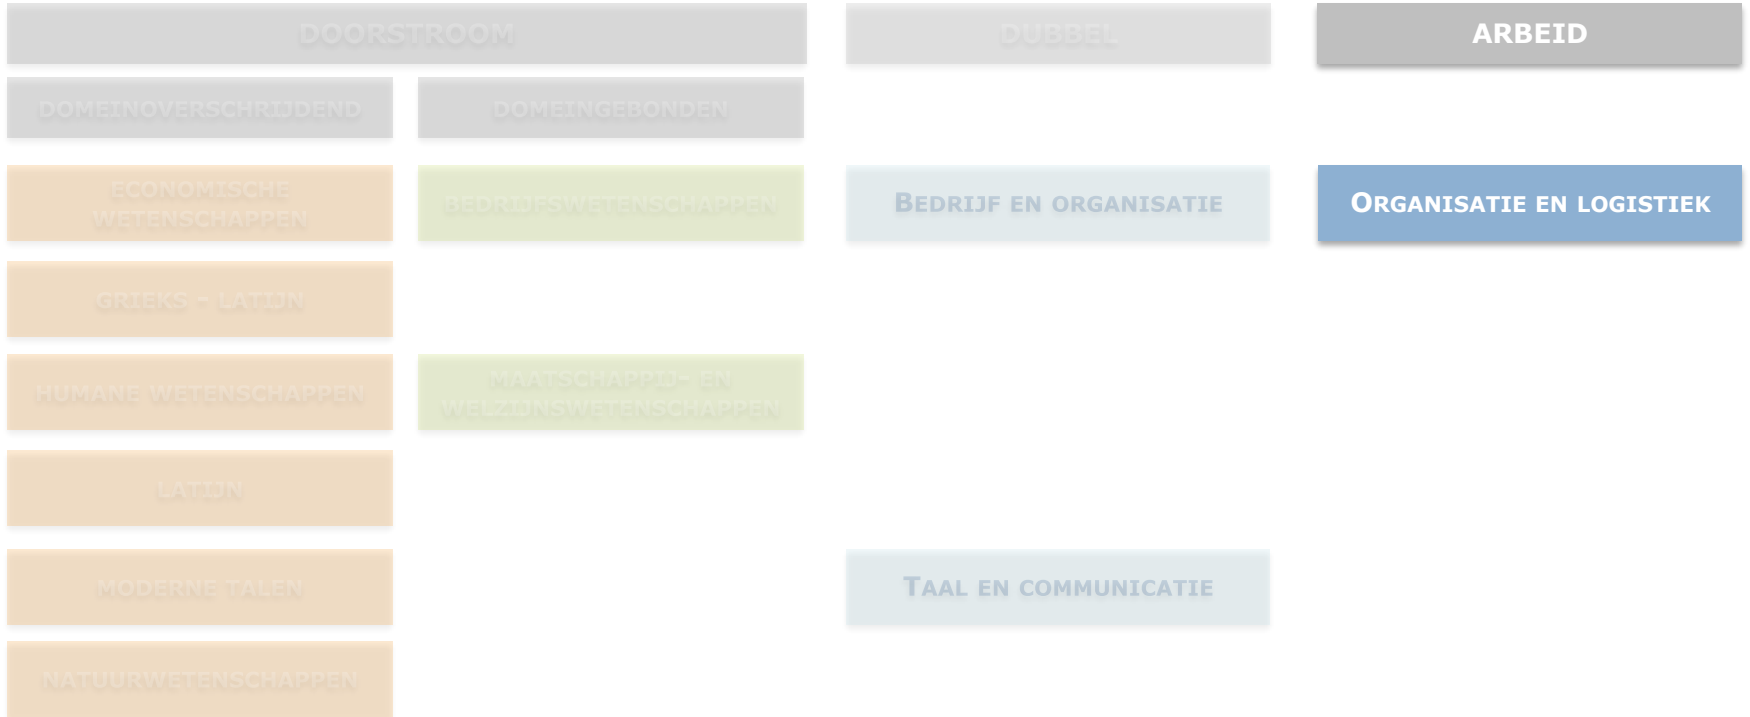 DOORSTROOM
DUBBEL
ARBEID
DOMEINOVERSCHRIJDEND
DOMEINGEBONDEN
ECONOMISCHE
WETENSCHAPPEN
BEDRIJFSWETENSCHAPPEN
BEDRIJF EN ORGANISATIE
ORGANISATIE EN LOGISTIEK
GRIEKS - LATIJN
HUMANE WETENSCHAPPEN
MAATSCHAPPIJ- EN
WELZIJNSWETENSCHAPPEN
LATIJN
MODERNE TALEN
TAAL EN COMMUNICATIE
NATUURWETENSCHAPPEN